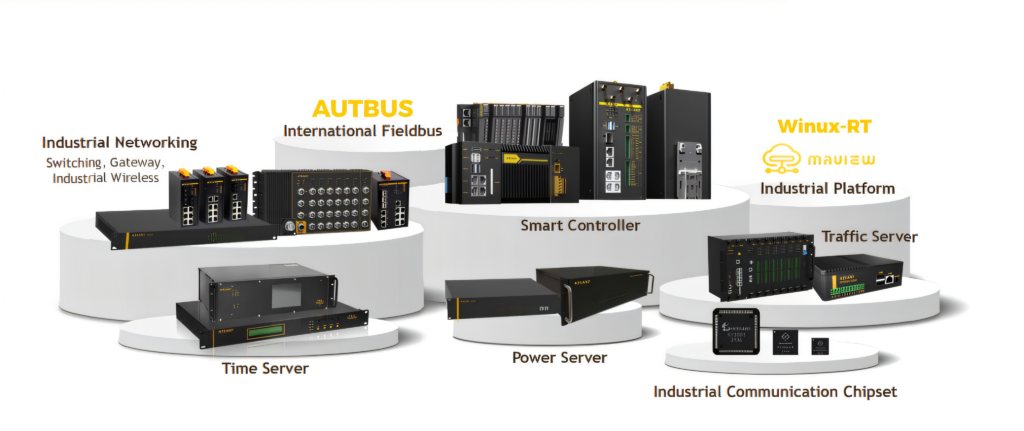 AUTBUS
International Fieldbus
Industrial Networking
Switching, Gateway,
Industrial Wireless
Smart Controller
Winux-RT
MAVIEW
Industrial Platform
Traffic Server
Time Server
Power Server
Industrial Communication Chipset